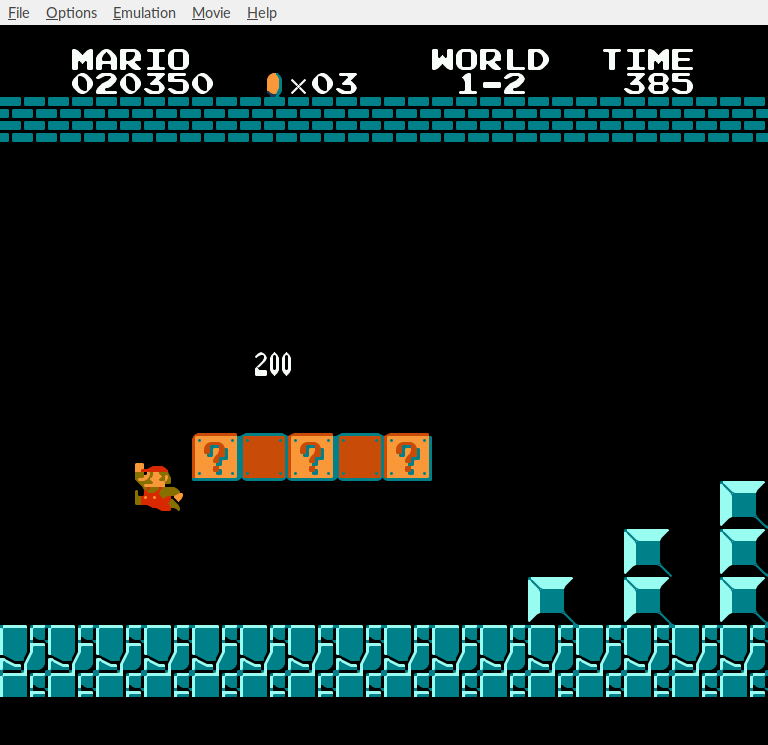 File Options Emulation Movie Help
MARIO WORLD TIME
020350 ×03 1-2 385
200
? ? ?